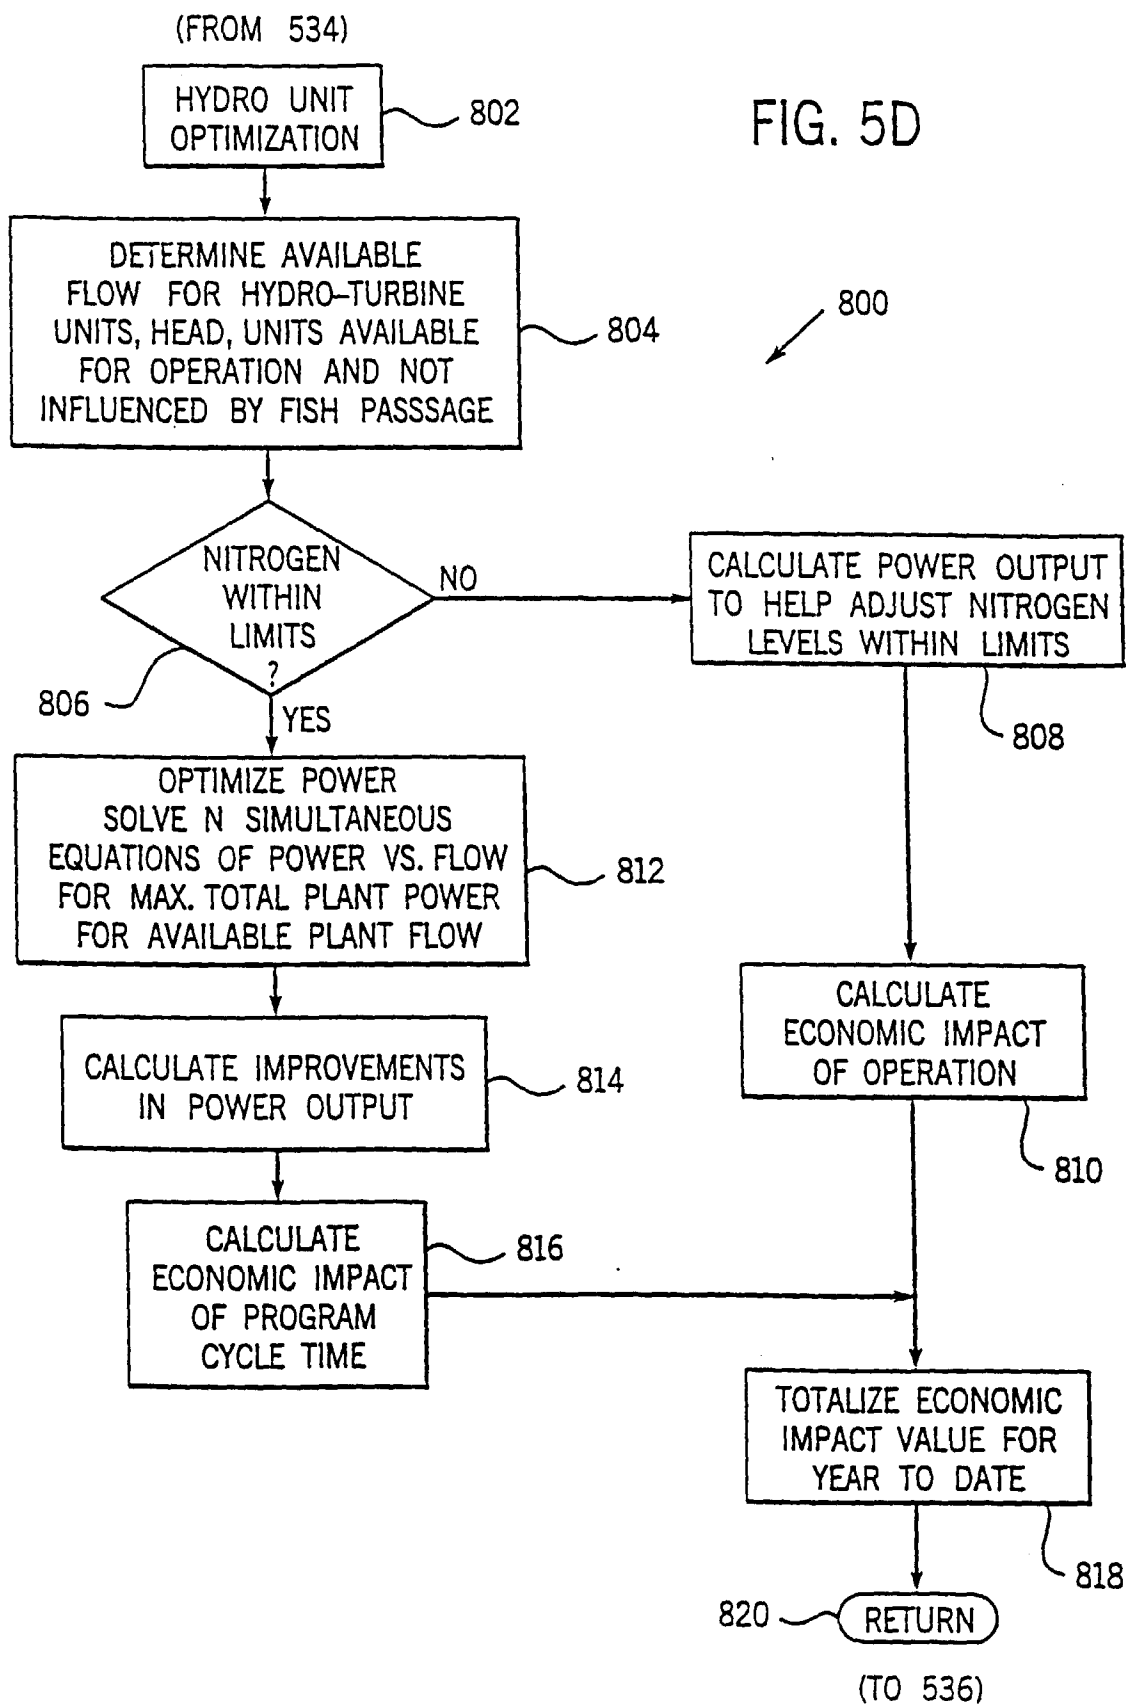 (FROM 534)
HYDRO UNIT
OPTIMIZATION
802
FIG. 5D
DETERMINE AVAILABLE
FLOW FOR HYDRO-TURBINE
UNITS, HEAD, UNITS AVAILABLE
FOR OPERATION AND NOT
INFLUENCED BY FISH PASSSAGE
804
800
NITROGEN
WITHIN
LIMITS
?
806
NO
YES
CALCULATE POWER OUTPUT
TO HELP ADJUST NITROGEN
LEVELS WITHIN LIMITS
808
OPTIMIZE POWER
SOLVE N SIMULTANEOUS
EQUATIONS OF POWER VS. FLOW
FOR MAX. TOTAL PLANT POWER
FOR AVAILABLE PLANT FLOW
812
CALCULATE
ECONOMIC IMPACT
OF OPERATION
810
CALCULATE IMPROVEMENTS
IN POWER OUTPUT
814
CALCULATE
ECONOMIC IMPACT
OF PROGRAM
CYCLE TIME
816
TOTALIZE ECONOMIC
IMPACT VALUE FOR
YEAR TO DATE
818
820
RETURN
(TO 536)